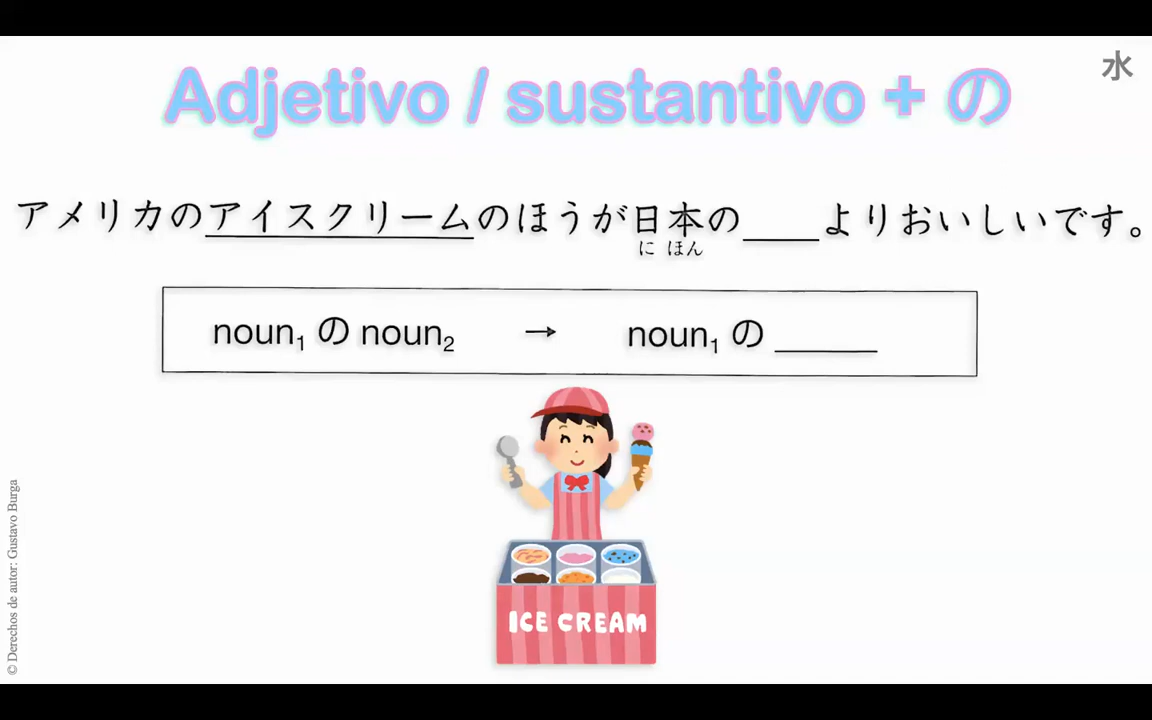 水
Adjetivo / sustantivo + の
アメリカのアイスクリームのほうが日本の____よりおいしいです。
に ほん
noun₁ の noun₂ → noun₁ の ______
ICE CREAM
© Derechos de autor: Gustavo Burga